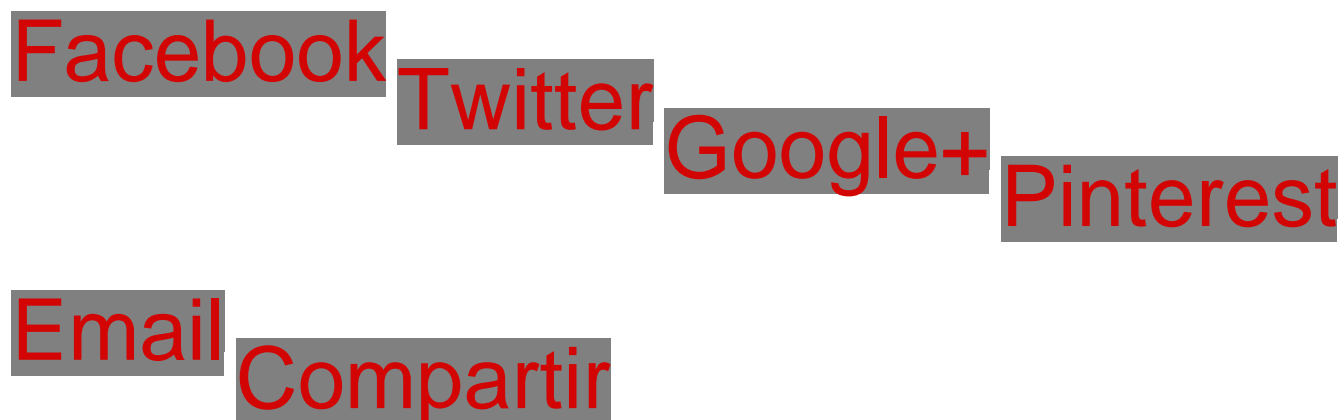 Facebook
Twitter
Google+
Pinterest
Email
Compartir